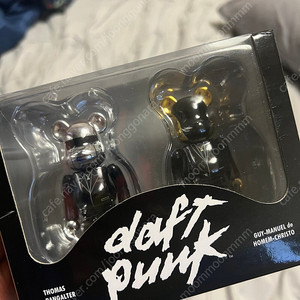 daft
punk
THOMAS
BANGALTER
GUY-MANUEL de
HOMEM-CHRISTO